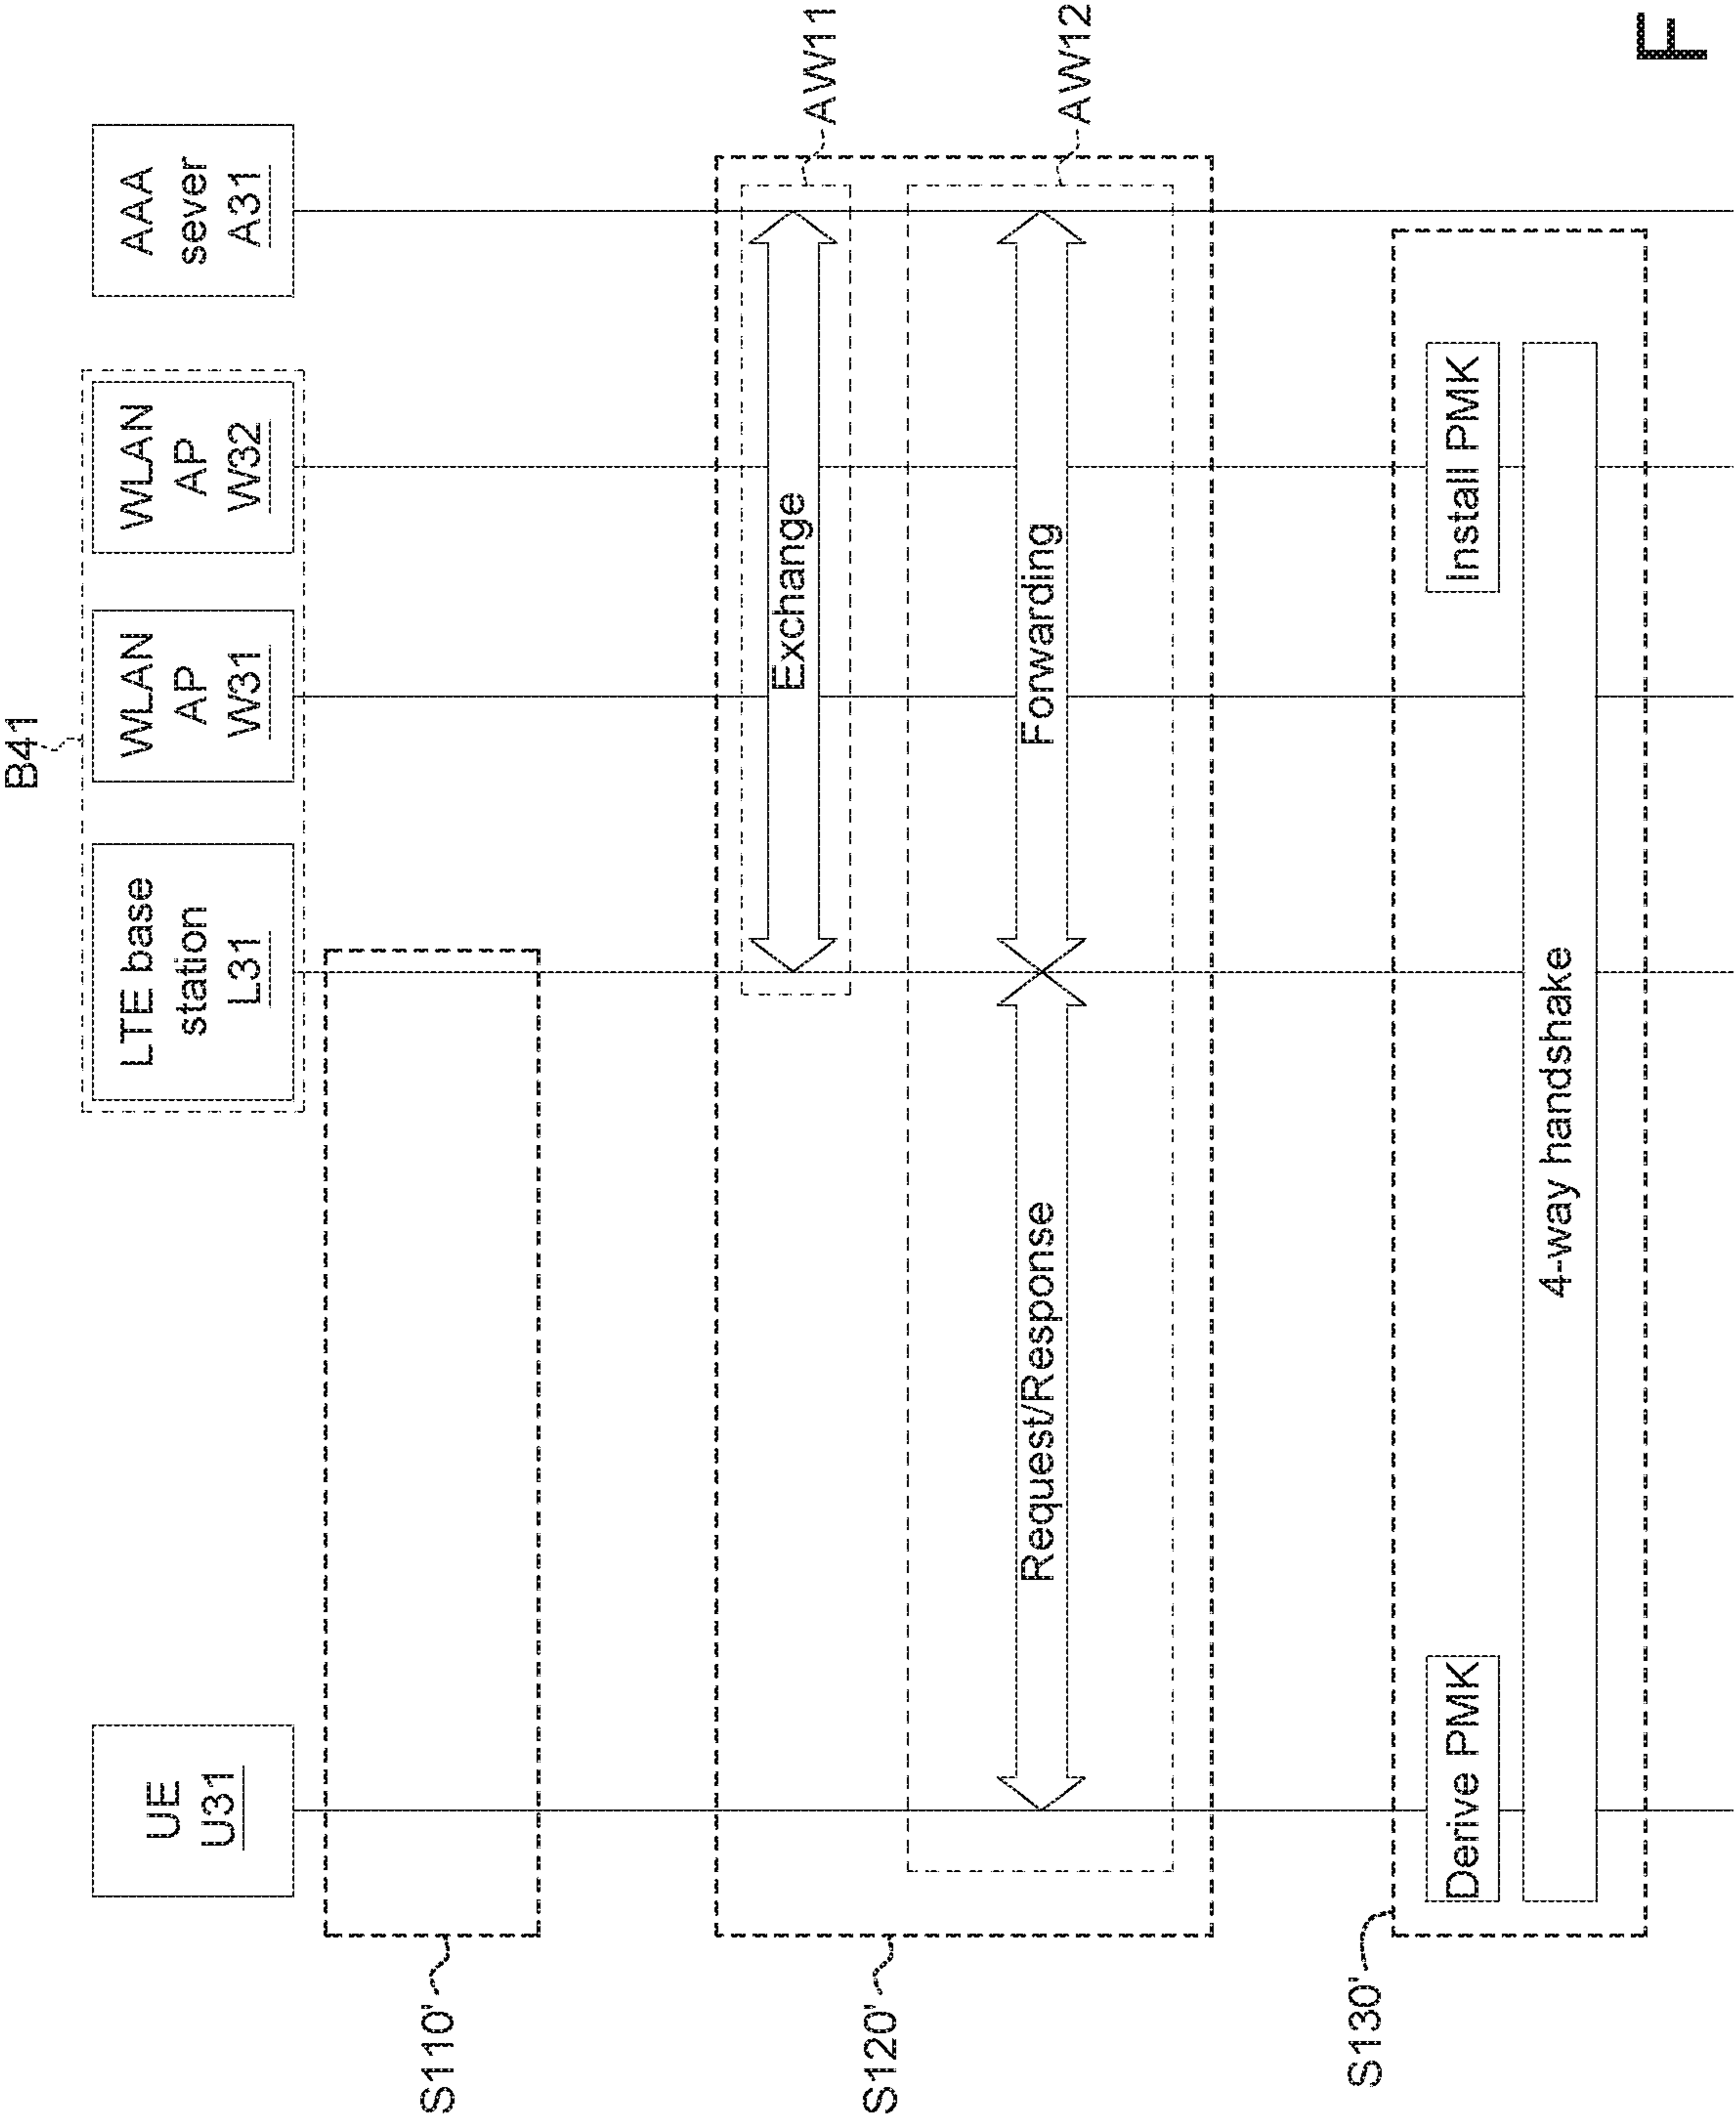 B41
UE
U31
LTE base
station
L31
WLAN
AP
W31
WLAN
AP
W32
AAA
sever
A31
S110'
S120'
Exchange
AW11
Request/Response
Forwarding
AW12
S130'
Derive PMK
Install PMK
4-way handshake
F